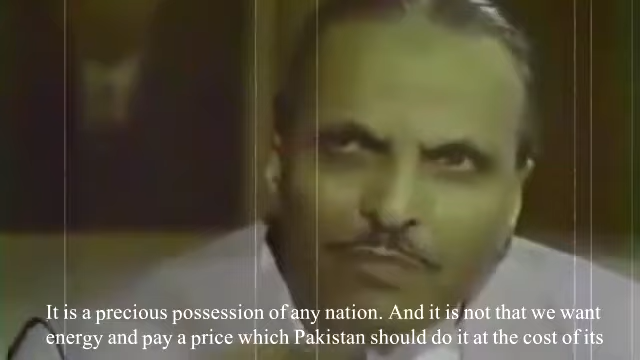 It is a precious possession of any nation. And it is not that we want
energy and pay a price which Pakistan should do it at the cost of its